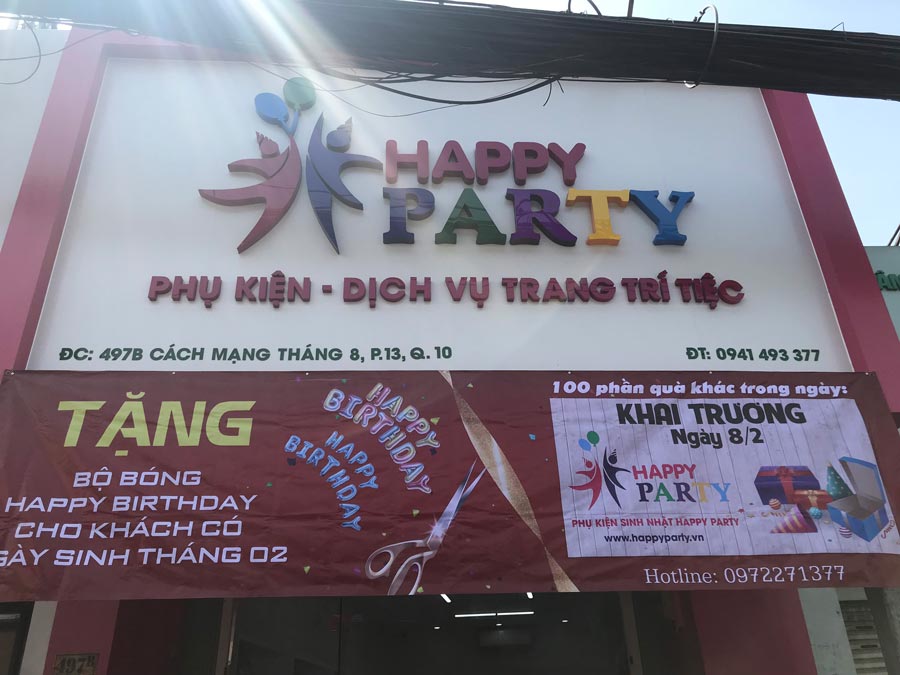 HAPPY
PARTY
PHỤ KIỆN - DỊCH VỤ TRANG TRÍ TIỆC
ĐC: 497B CÁCH MẠNG THÁNG 8, P.13, Q. 10
ĐT: 0941 493 377
TẶNG
BỘ BÓNG
HAPPY BIRTHDAY
CHO KHÁCH CÓ
GÀY SINH THÁNG 02
HAPPY
BIRTHDAY
HAPPY
BIRTHDAY
100 phần quà khác trong ngày:
KHAI TRƯƠNG
Ngày 8/2
HAPPY
PARTY
PHỤ KIỆN SINH NHẬT HAPPY PARTY
www.happyparty.vn
Hotline: 0972271377
497B